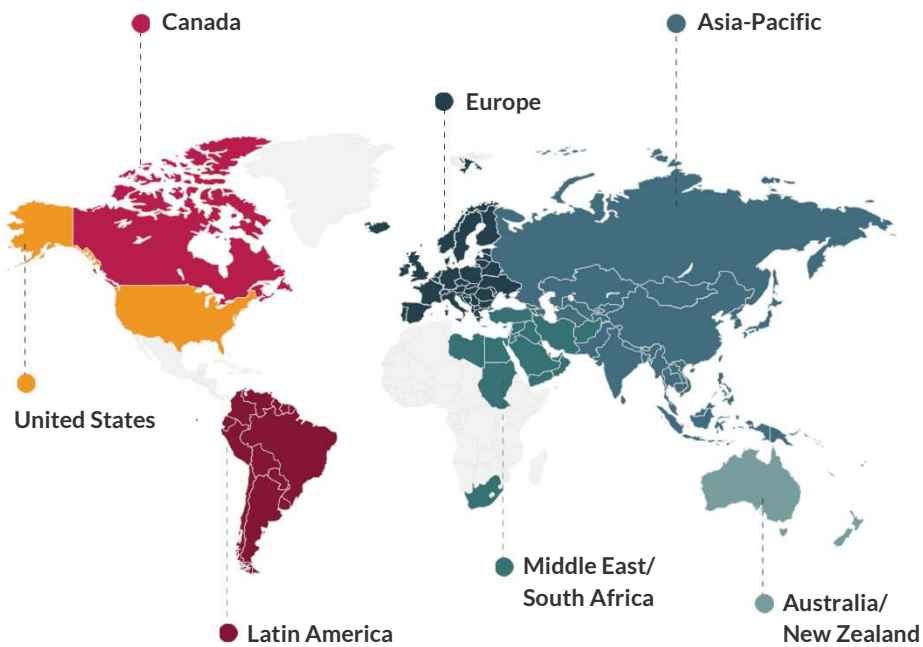 Canada
Asia-Pacific
Europe
United States
Middle East/
South Africa
Australia/
New Zealand
Latin America